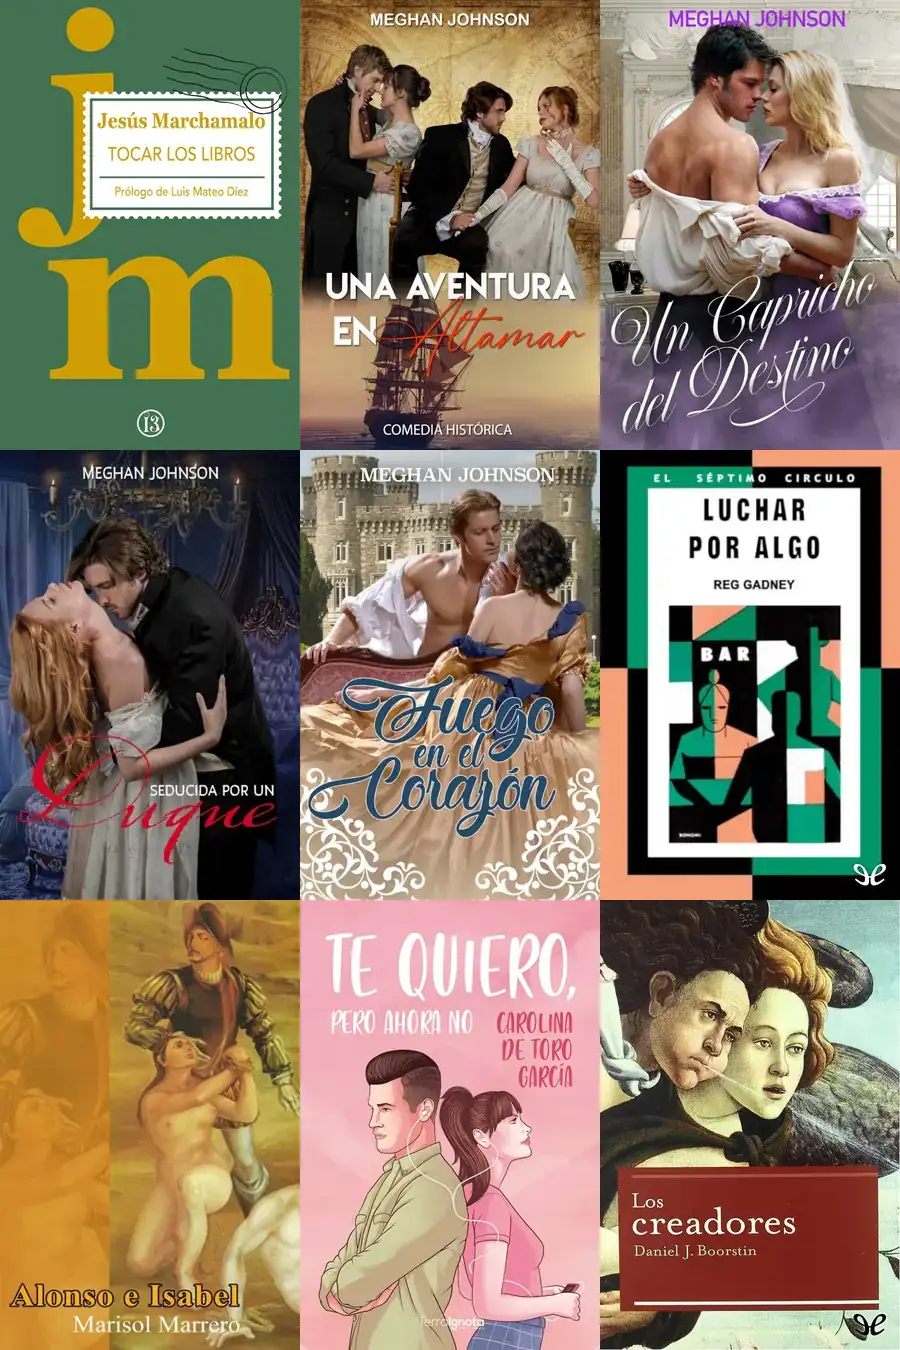 jm
Jesús Marchamalo
TOCAR LOS LIBROS
Prólogo de Luis Mateo Díez
13
MEGHAN JOHNSON
UNA AVENTURA
EN Altamar
COMEDIA HISTÓRICA
MEGHAN JOHNSON
Un Capricho
del Destino
MEGHAN JOHNSON
SEDUCIDA POR UN
Duque
MEGHAN JOHNSON
Fuego
en el
Corazón
EL SÉPTIMO CIRCULO
LUCHAR
POR ALGO
REG GADNEY
BAR
BONOMI
Alonso e Isabel
Marisol Marrero
TE QUIERO,
PERO AHORA NO
CAROLINA
DE TORO
GARCÍA
terraIgnota
Los
creadores
Daniel J. Boorstin